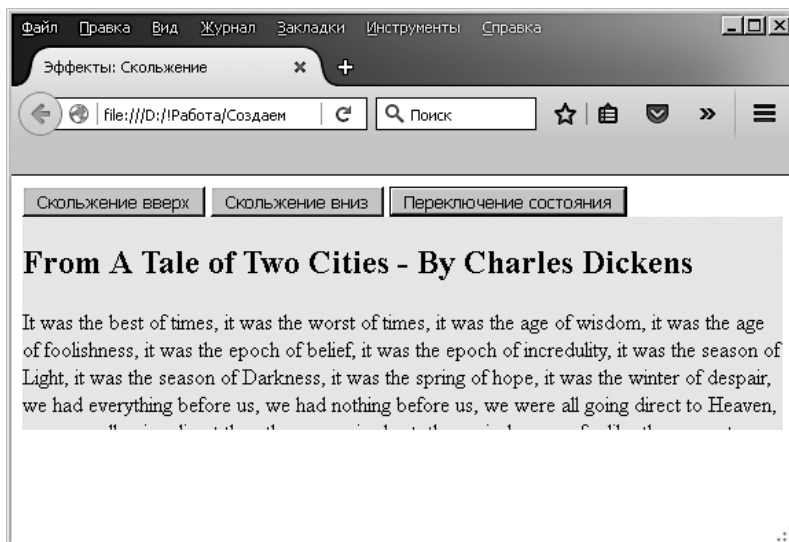 Файл Правка Вид Журнал Закладки Инструменты Справка
Эффекты: Скольжение
file:///D:/!Работа/Создаем
Поиск
Скольжение вверх Скольжение вниз Переключение состояния
From A Tale of Two Cities - By Charles Dickens
It was the best of times, it was the worst of times, it was the age of wisdom, it was the age
of foolishness, it was the epoch of belief, it was the epoch of incredulity, it was the season of
Light, it was the season of Darkness, it was the spring of hope, it was the winter of despair,
we had everything before us, we had nothing before us, we were all going direct to Heaven,